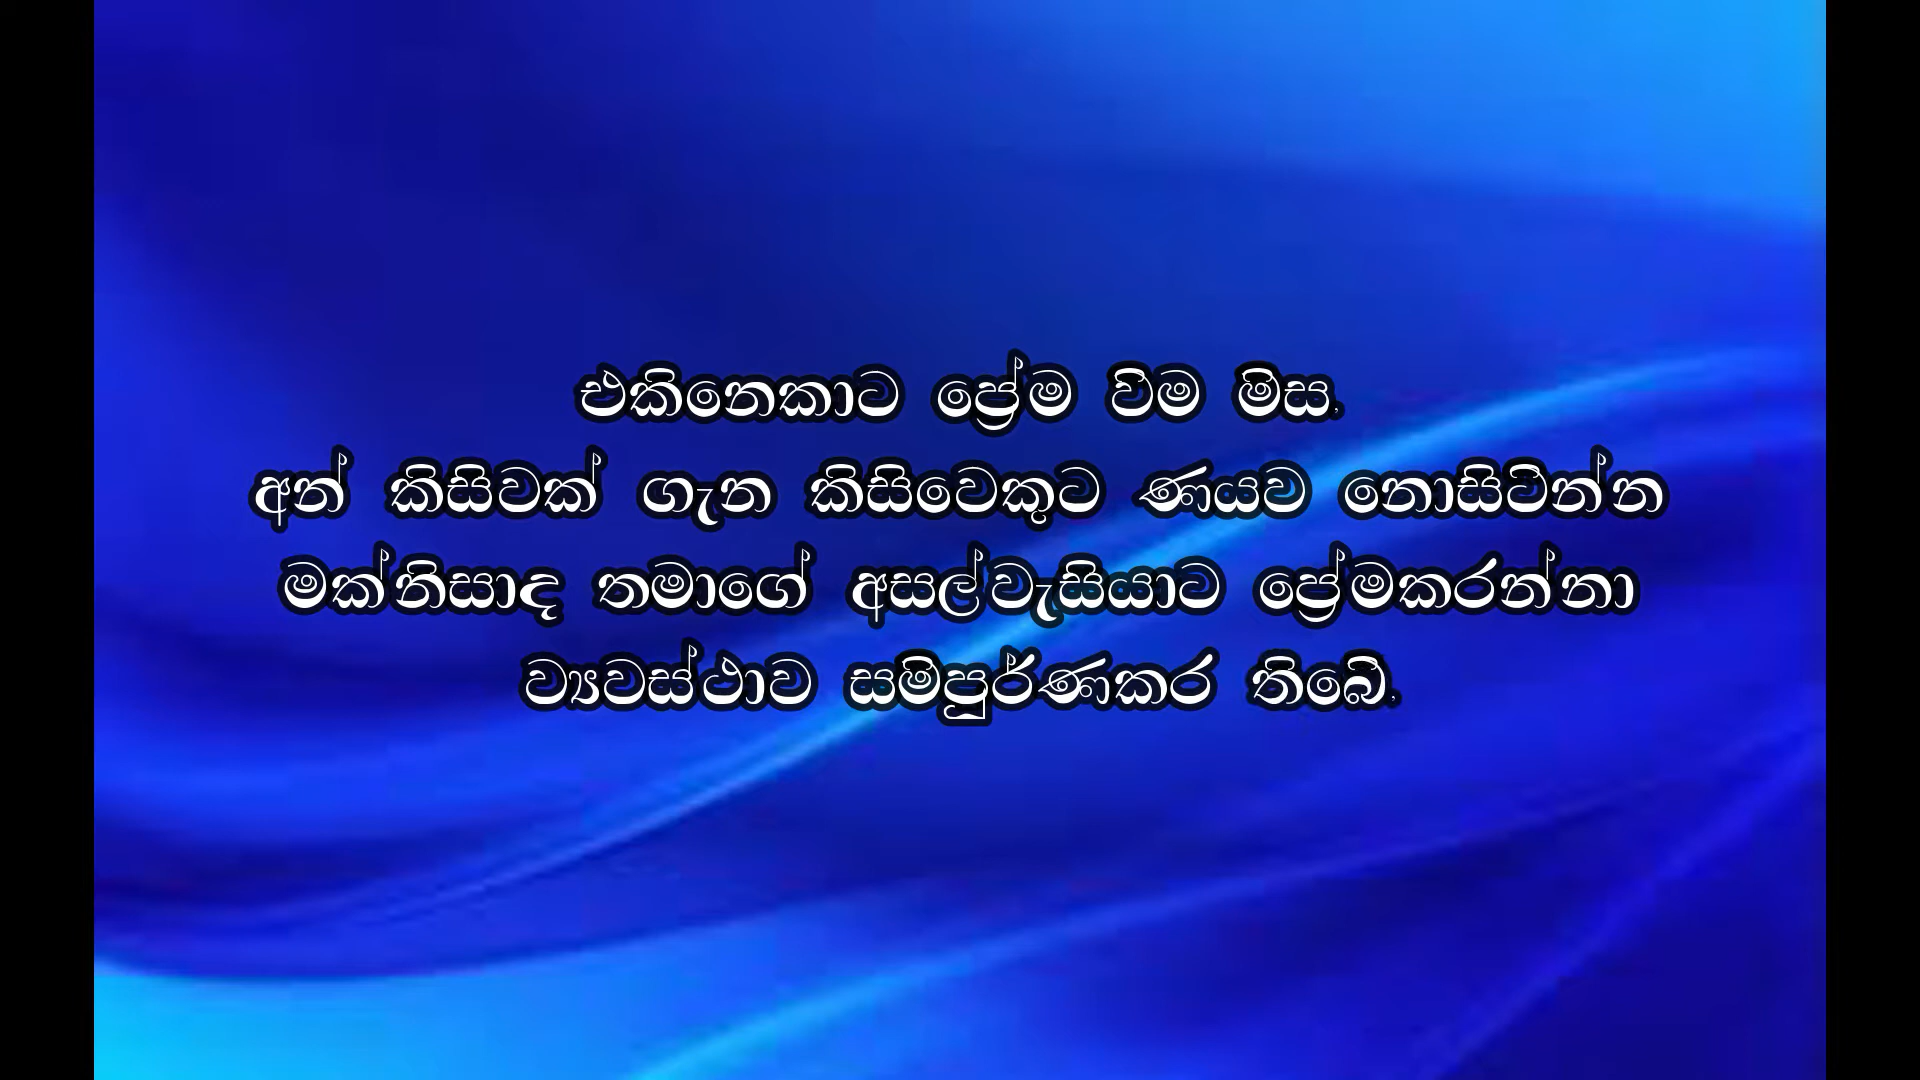 එකිනෙකාට ප්‍රේම වීම මිස,
අන් කිසිවක් ගැන කිසිවෙකුට ණයව නොසිටින්න
මක්නිසාද තමාගේ අසල්වැසියාට ප්‍රේමකරන්නා
ව්‍යවස්ථාව සම්පූර්ණකර තිබේ.